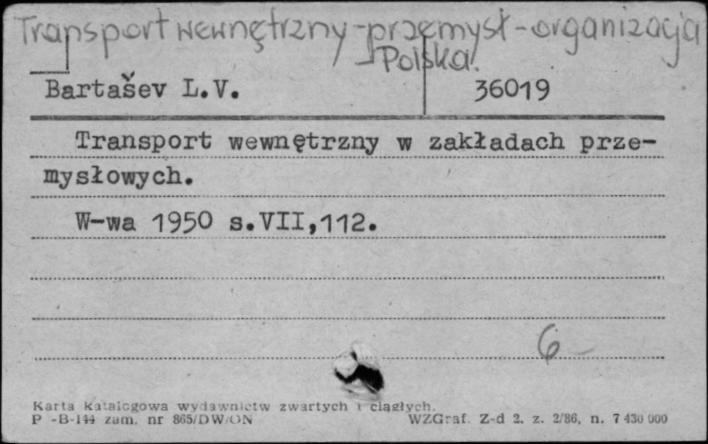 Transport wewnętrzny - przemysł - organizacja
- Polska.
Bartašev L.V. 36019
Transport wewnętrzny w zakładach prze-
mysłowych.
W-wa 1950 s.VII,112.
6
Karta katalogowa wydawnictw zwartych i ciągłych.
P -B-144 zam. nr 865/DW/ON WZGraf. Z-d 2. z. 2/86, n. 7 430 000